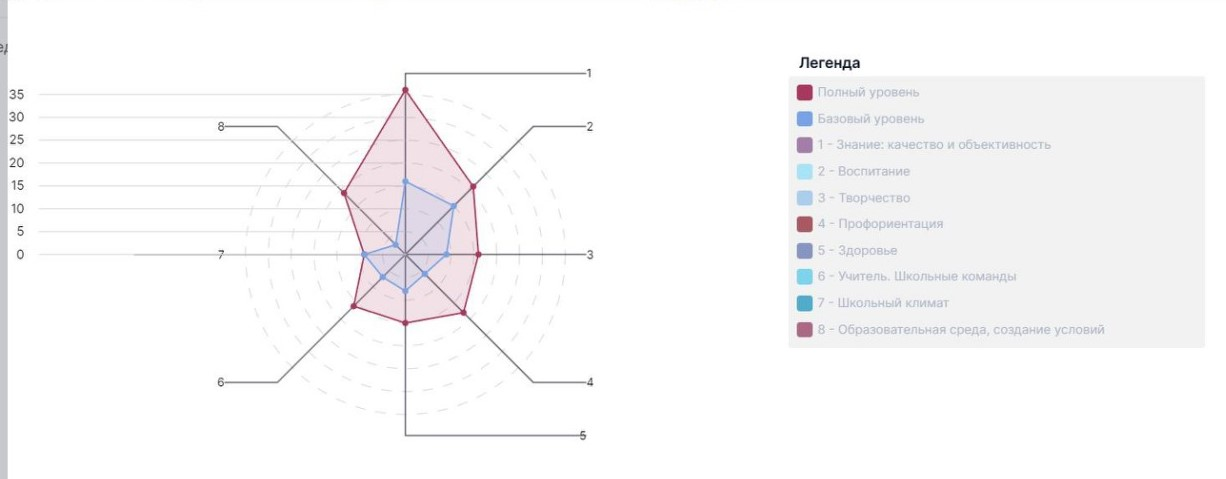 35
30
25
20
15
10
5
0
1
2
3
4
5
6
7
8
Легенда
Полный уровень
Базовый уровень
1 - Знание: качество и объективность
2 - Воспитание
3 - Творчество
4 - Профориентация
5 - Здоровье
6 - Учитель. Школьные команды
7 - Школьный климат
8 - Образовательная среда, создание условий